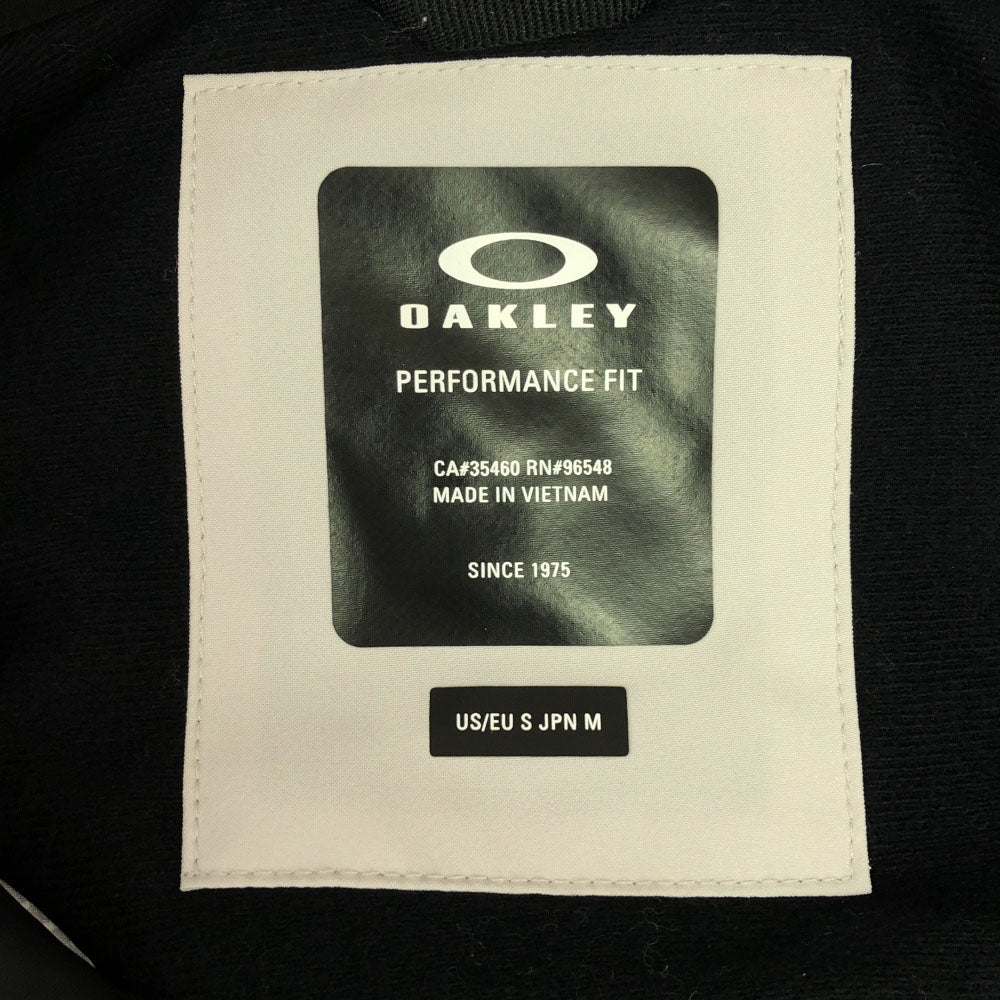 OAKLEY
PERFORMANCE FIT
CA#35460 RN#96548
MADE IN VIETNAM
SINCE 1975
US/EU S JPN M